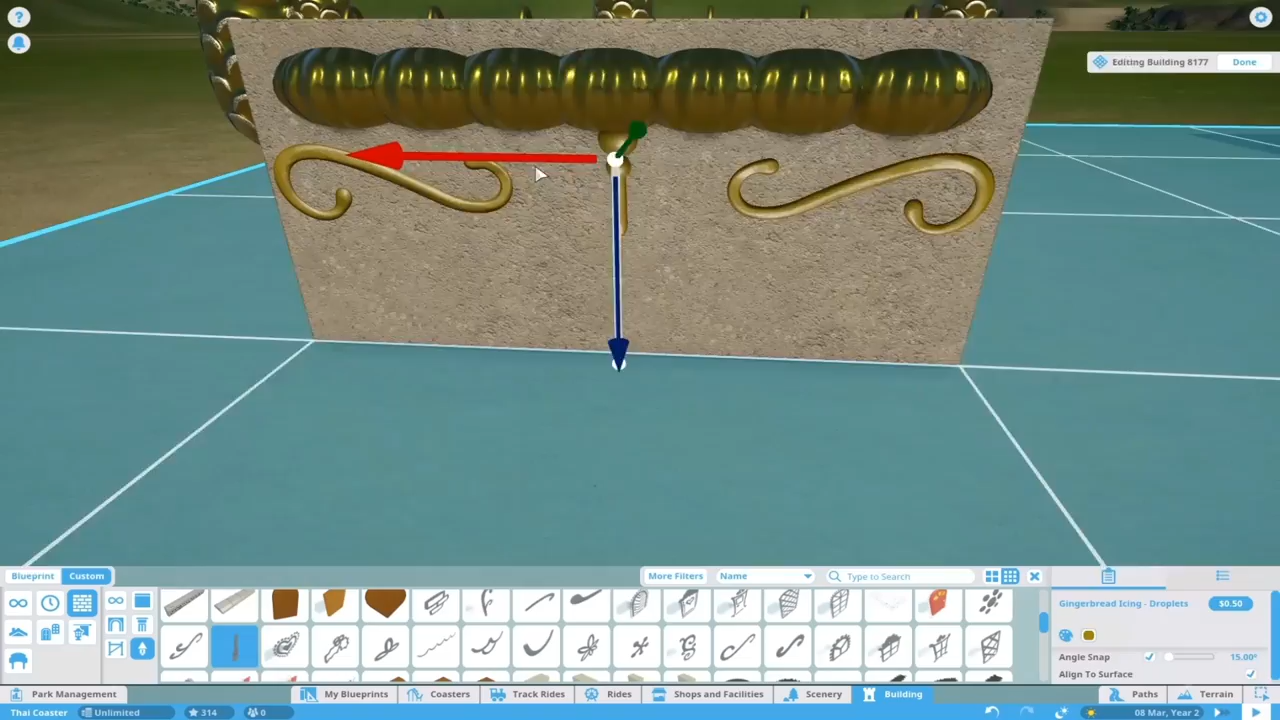 ?
Editing Building 8177 Done
Blueprint Custom
More Filters Name Type to Search
Gingerbread Icing - Droplets $0.50
Angle Snap 15.00°
Align To Surface
Park Management My Blueprints Coasters Track Rides Rides Shops and Facilities Scenery Building Paths Terrain
Thai Coaster Unlimited 314 0 08 Mar, Year 2